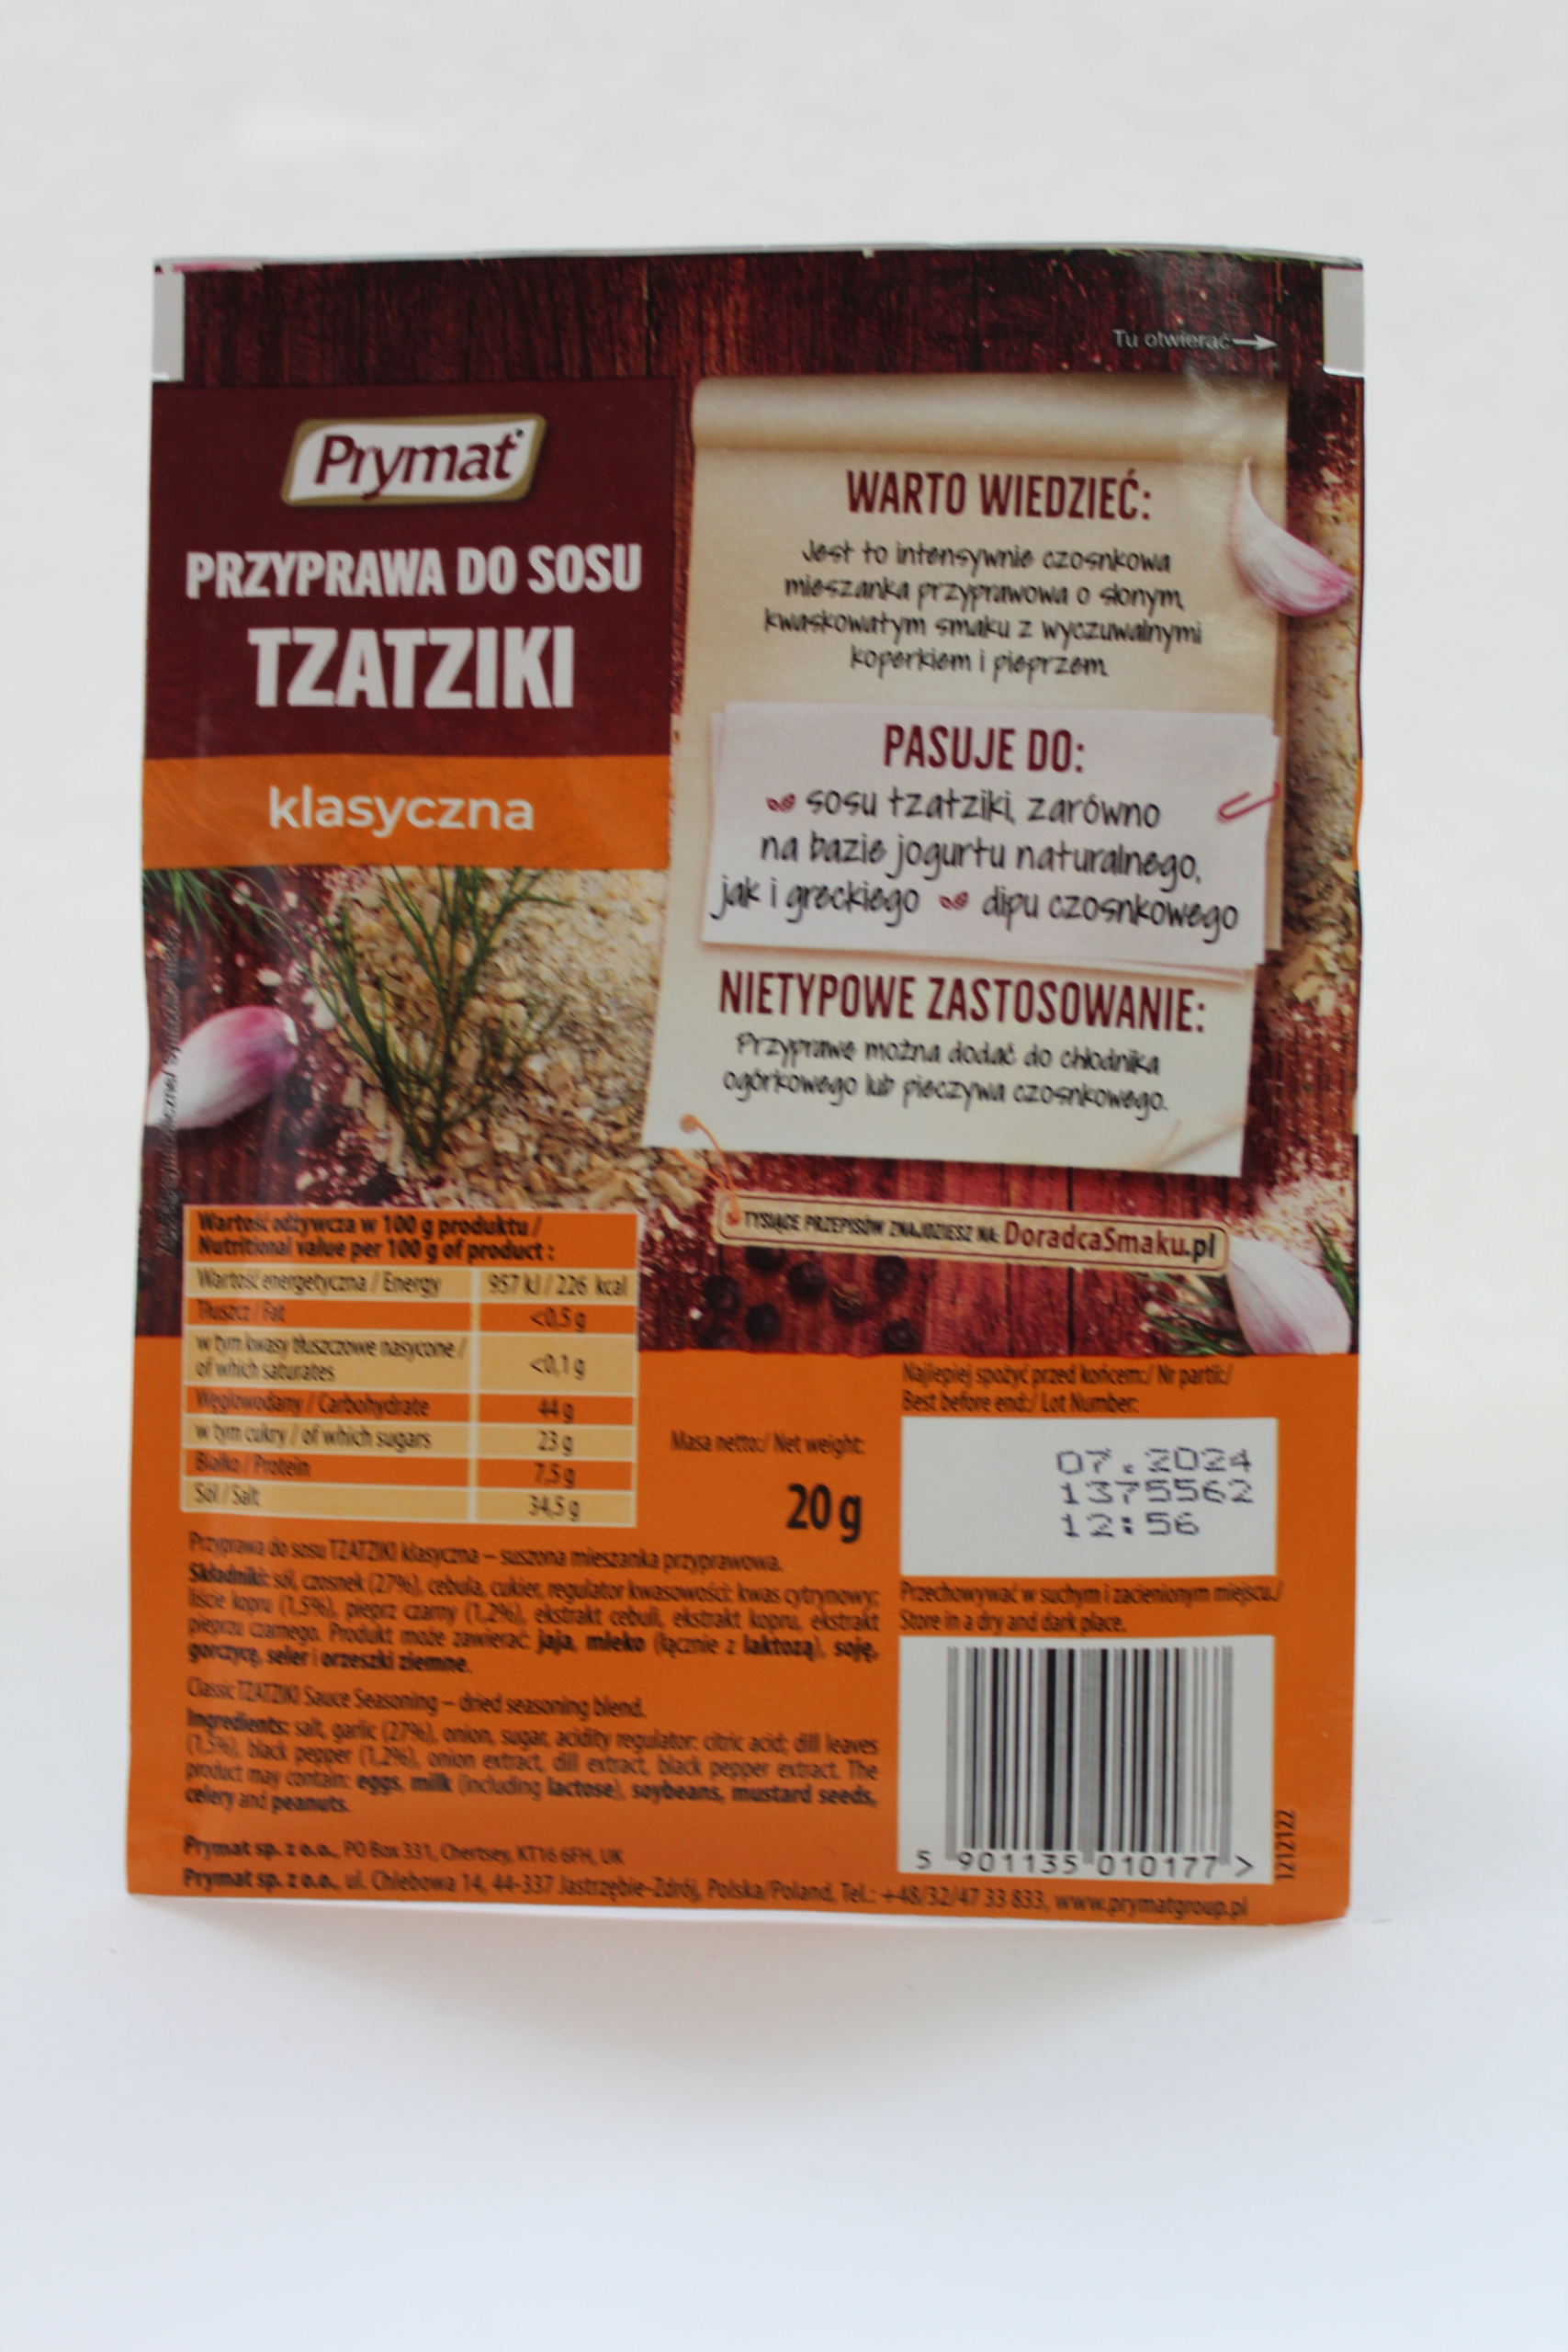 Tu otwierać
Prymat
PRZYPRAWA DO SOSU
TZATZIKI
klasyczna
WARTO WIEDZIEĆ:
Jest to intensywnie czosnkowa
mieszanka przyprawowa o słonym,
kwaskowatym smaku z wyczuwalnymi
koperkiem i pieprzem.
PASUJE DO:
sosu tzatziki, zarówno
na bazie jogurtu naturalnego,
jak i greckiego dipu czosnkowego
NIETYPOWE ZASTOSOWANIE:
Przyprawę można dodać do chłodnika
ogórkowego lub pieczywa czosnkowego.
TYSIĄCE PRZEPISÓW ZNAJDZIESZ NA: DoradcaSmaku.pl
Wartość odżywcza w 100 g produktu /
Nutritional value per 100 g of product :
Wartość energetyczna / Energy 957 kJ / 226 kcal
Tłuszcz / Fat <0,5 g
w tym kwasy tłuszczowe nasycone /
of which saturates <0,1 g
Węglowodany / Carbohydrate 44 g
w tym cukry / of which sugars 23 g
Białko / Protein 7,5 g
Sól / Salt 34,5 g
Masa netto:/ Net weight:
20 g
Najlepiej spożyć przed końcem:/ Nr partii:/
Best before end:/ Lot Number:
07.2024
1375562
12:56
Przechowywać w suchym i zacienionym miejscu./
Store in a dry and dark place.
Przyprawa do sosu TZATZIKI klasyczna – suszona mieszanka przyprawowa.
Składniki: sól, czosnek (27%), cebula, cukier, regulator kwasowości: kwas cytrynowy;
liście kopru (1,5%), pieprz czarny (1,2%), ekstrakt cebuli, ekstrakt kopru, ekstrakt
pieprzu czarnego. Produkt może zawierać: jaja, mleko (łącznie z laktozą), soję,
gorczycę, seler i orzeszki ziemne.
Classic TZATZIKI Sauce Seasoning – dried seasoning blend.
Ingredients: salt, garlic (27%), onion, sugar, acidity regulator: citric acid; dill leaves
(1,5%), black pepper (1,2%), onion extract, dill extract, black pepper extract. The
product may contain: eggs, milk (including lactose), soybeans, mustard seeds,
celery and peanuts.
Prymat sp. z o.o., PO Box 331, Chertsey, KT16 6FH, UK
Prymat sp. z o.o., ul. Chlebowa 14, 44-337 Jastrzębie-Zdrój, Polska/Poland, Tel.: +48/32/47 33 833, www.prymatgroup.pl
5 901135 010177 >
1212122